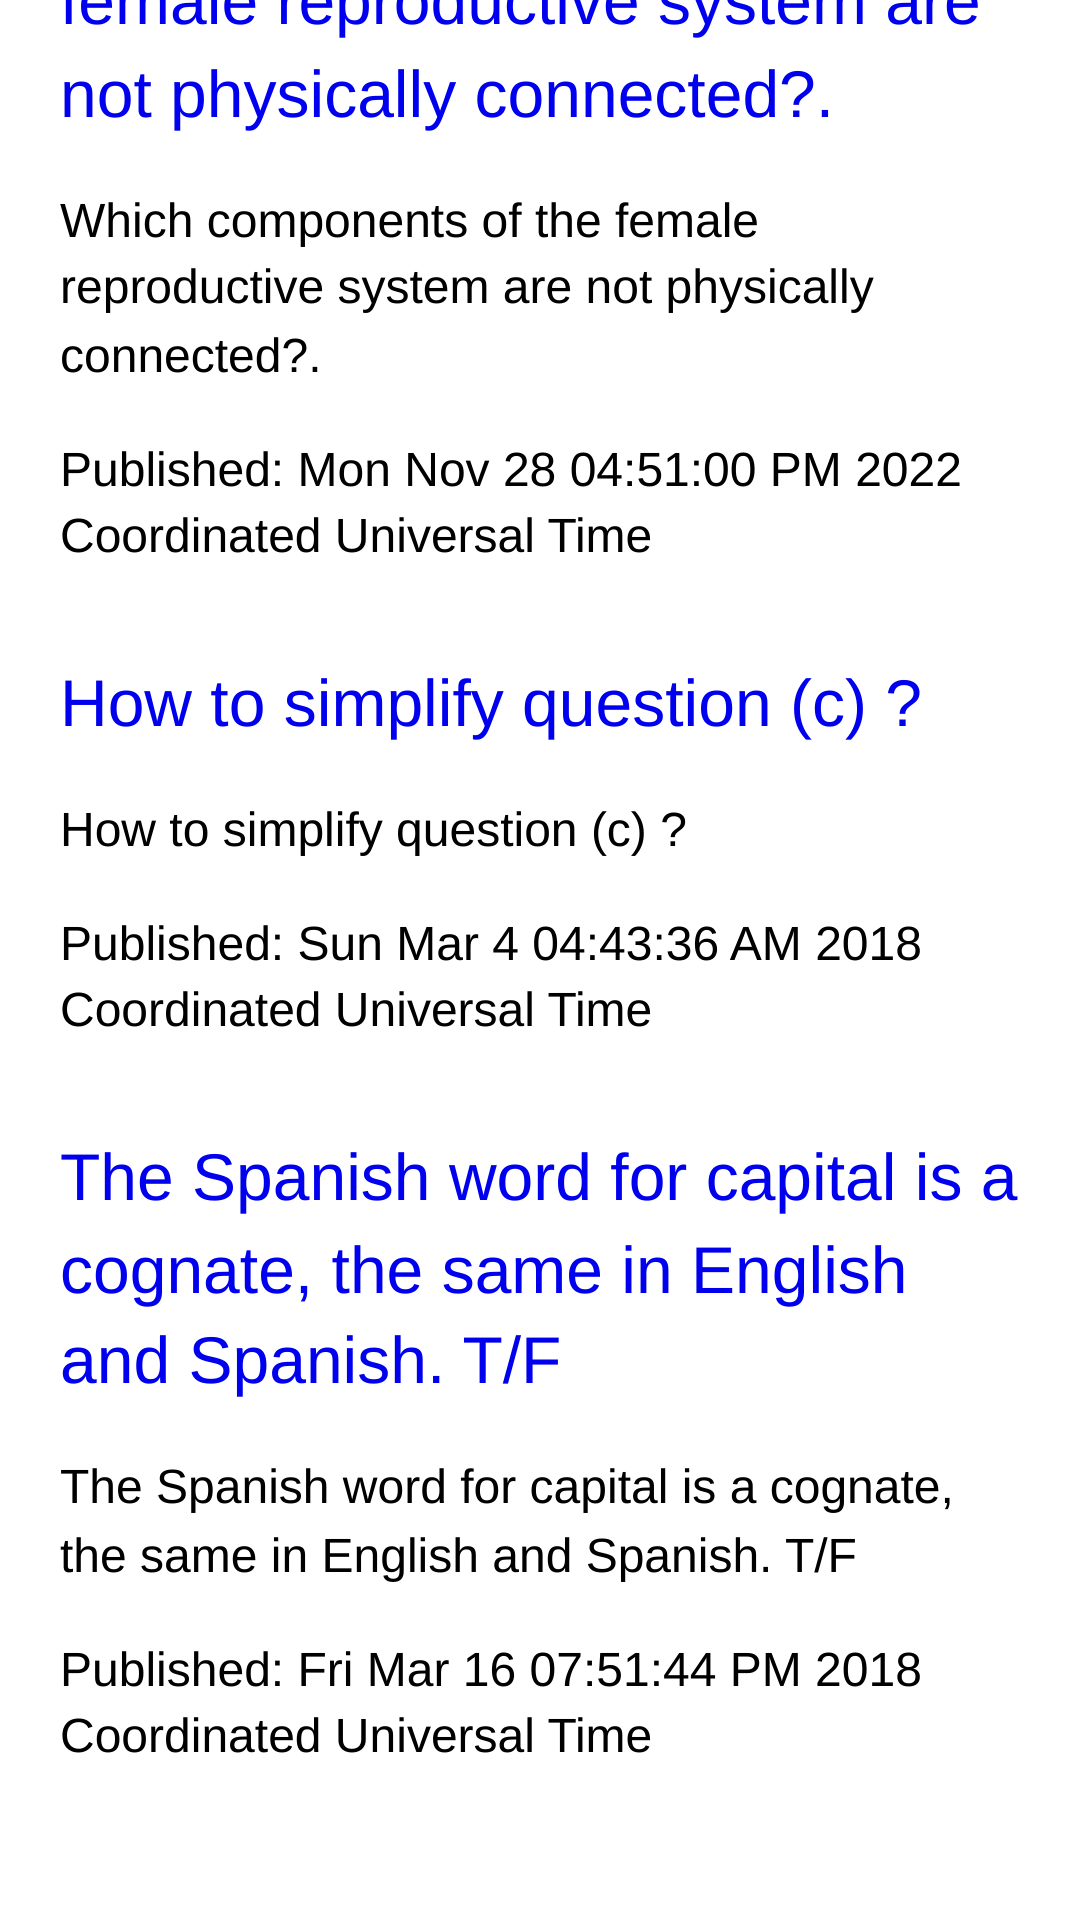 female reproductive system are
not physically connected?.
Which components of the female
reproductive system are not physically
connected?.
Published: Mon Nov 28 04:51:00 PM 2022
Coordinated Universal Time
How to simplify question (c) ?
How to simplify question (c) ?
Published: Sun Mar 4 04:43:36 AM 2018
Coordinated Universal Time
The Spanish word for capital is a
cognate, the same in English
and Spanish. T/F
The Spanish word for capital is a cognate,
the same in English and Spanish. T/F
Published: Fri Mar 16 07:51:44 PM 2018
Coordinated Universal Time